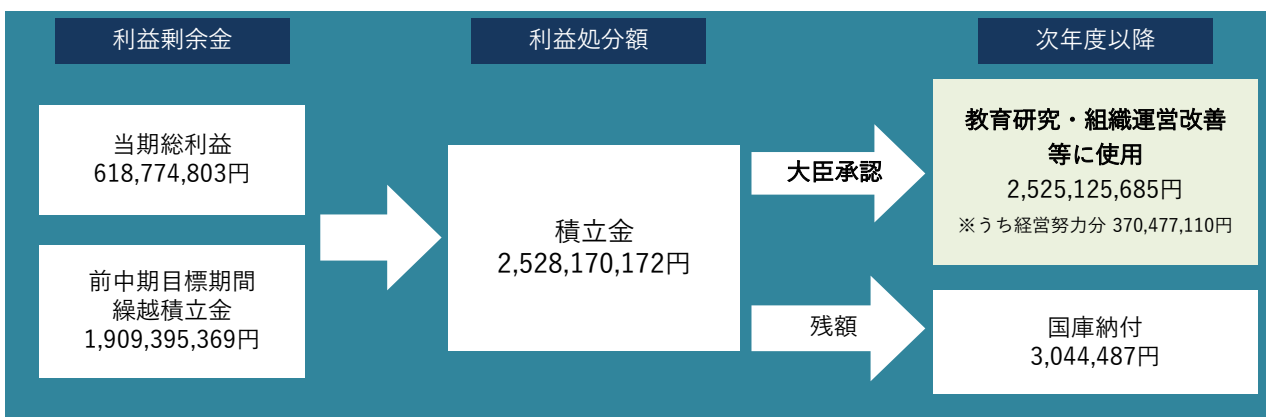 利益剰余金
当期総利益
618,774,803円
前中期目標期間
繰越積立金
1,909,395,369円
利益処分額
積立金
2,528,170,172円
大臣承認
残額
次年度以降
教育研究・組織運営改善
等に使用
2,525,125,685円
※うち経営努力分 370,477,110円
国庫納付
3,044,487円